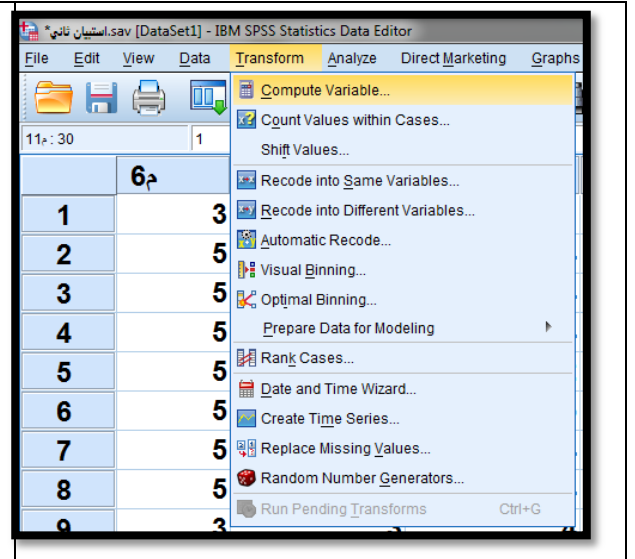 *استبيان ثاني.sav [DataSet1] - IBM SPSS Statistics Data Editor
File Edit View Data Transform Analyze Direct Marketing Graphs
30 : م11 1
م6
1 3
2 5
3 5
4 5
5 5
6 5
7 5
8 5
9 3
Compute Variable...
Count Values within Cases...
Shift Values...
Recode into Same Variables...
Recode into Different Variables...
Automatic Recode...
Visual Binning...
Optimal Binning...
Prepare Data for Modeling
Rank Cases...
Date and Time Wizard...
Create Time Series...
Replace Missing Values...
Random Number Generators...
Run Pending Transforms Ctrl+G